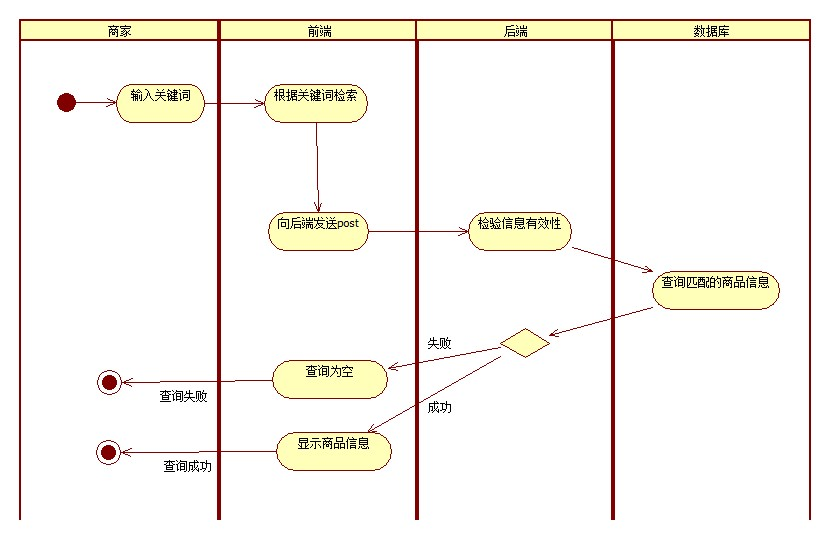 商家
前端
后端
数据库
输入关键词
根据关键词检索
向后端发送post
检验信息有效性
查询匹配的商品信息
失败
查询为空
查询失败
成功
显示商品信息
查询成功